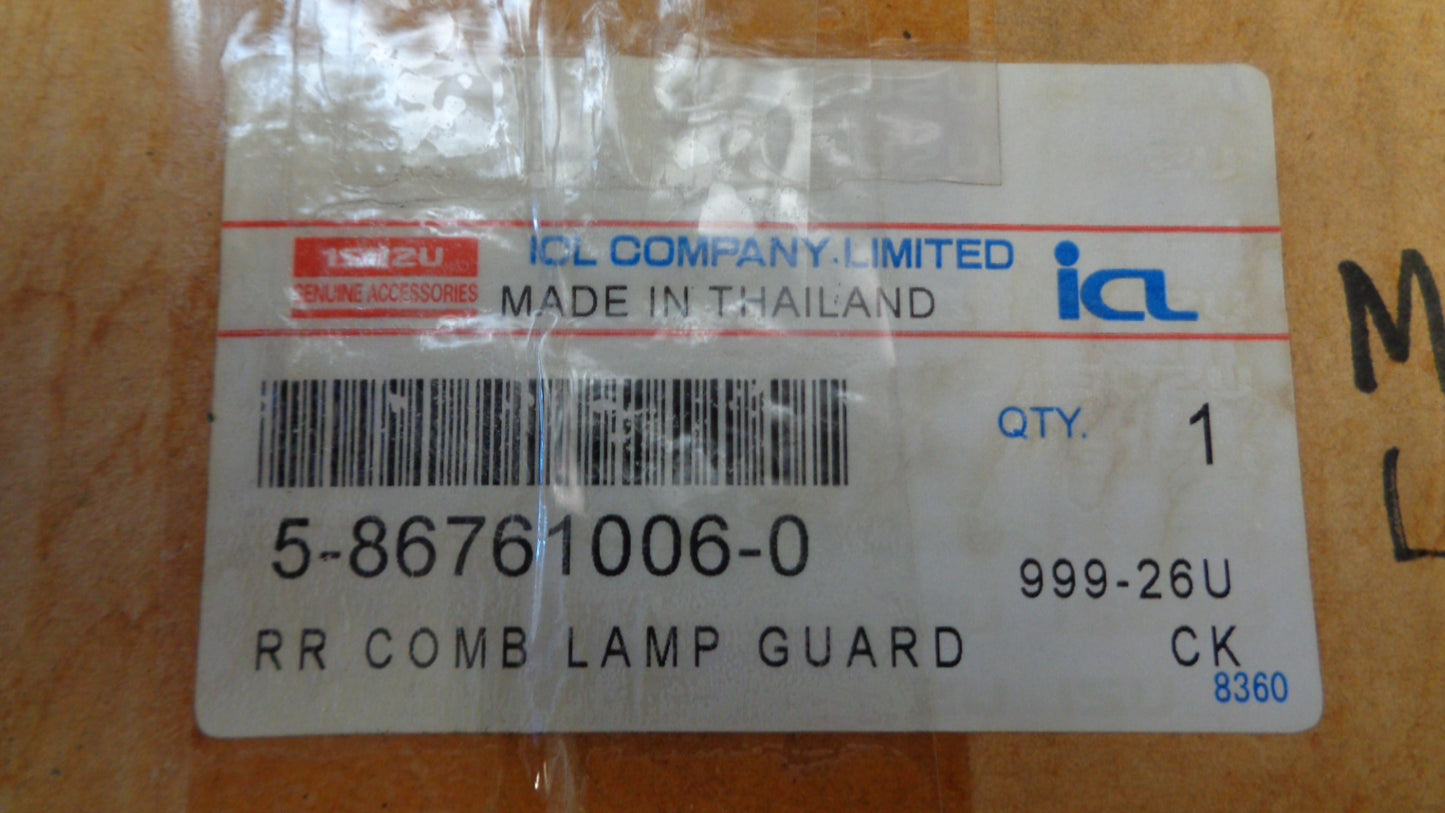 ISUZU
GENUINE ACCESSORIES
ICL COMPANY.LIMITED
MADE IN THAILAND
icl
QTY. 1
5-86761006-0
999-26U
RR COMB LAMP GUARD
CK
8360
M
L